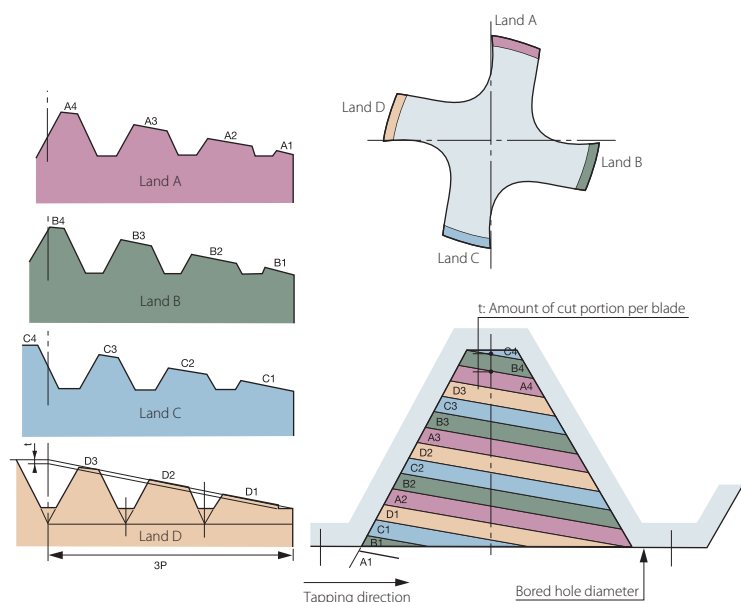 Land A
A4
A3
A2
A1
Land A
Land D
Land B
Land C
B4
B3
B2
B1
Land B
C4
C3
C2
C1
Land C
t
D3
D2
D1
Land D
3P
t: Amount of cut portion per blade
C4
B4
A4
D3
C3
B3
A3
D2
C2
B2
A2
D1
C1
B1
A1
Tapping direction
Bored hole diameter